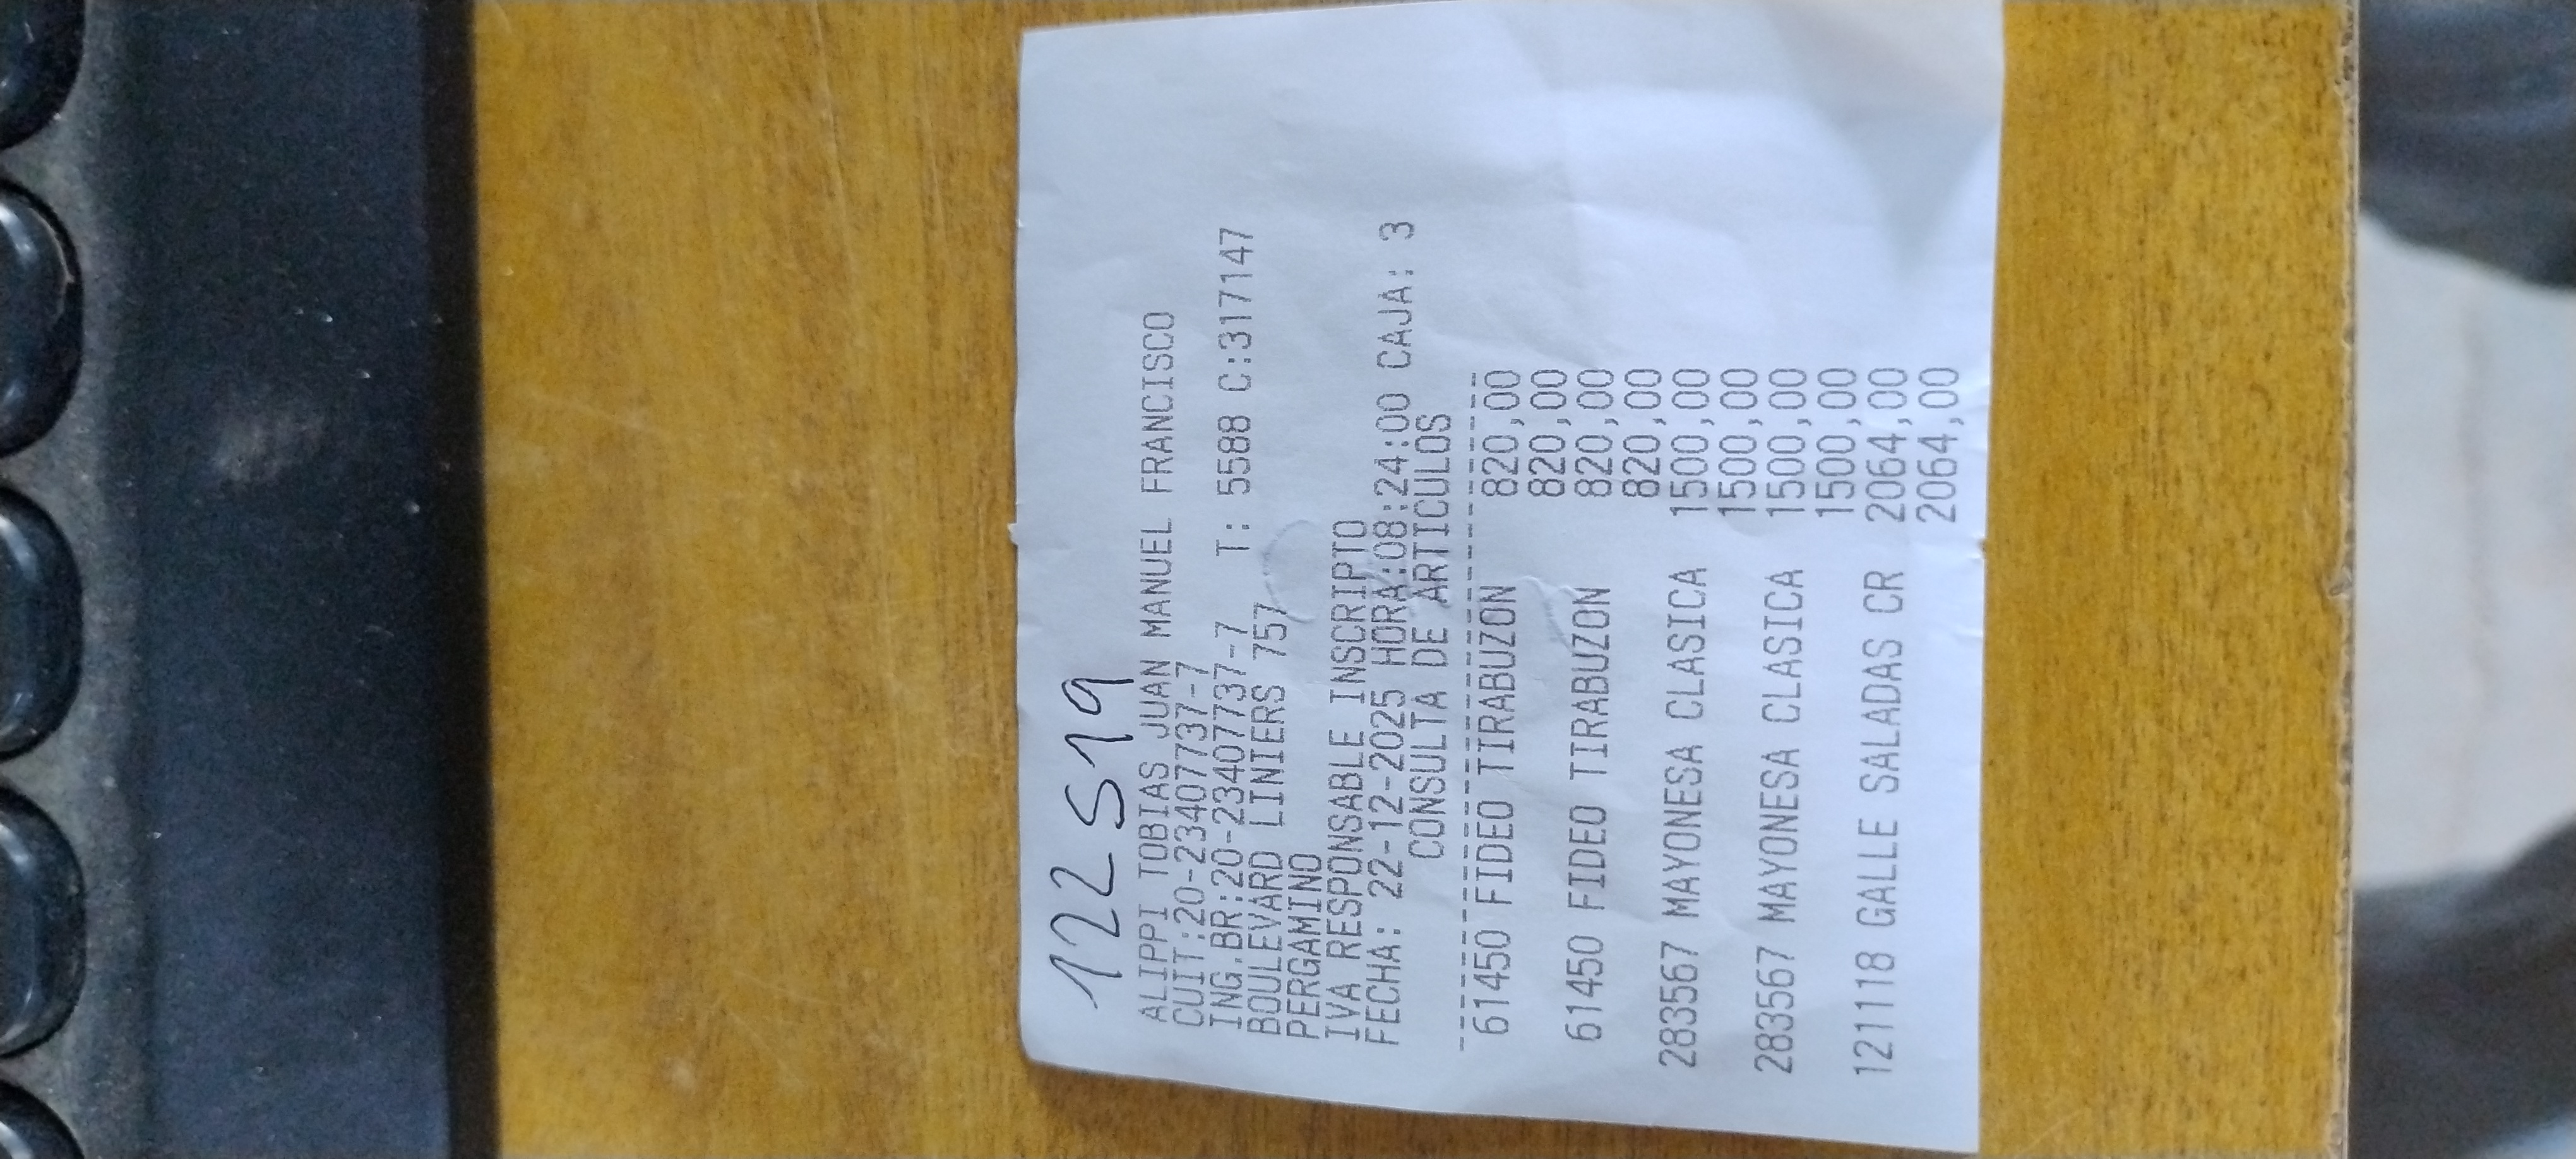 122519
ALIPPI TOBIAS JUAN MANUEL FRANCISCO
CUIT:20-23407737-7
ING.BR:20-23407737-7 T: 5588 C:317147
BOULEVARD LINIERS 757
PERGAMINO
IVA RESPONSABLE INSCRIPTO
FECHA: 22-12-2025 HORA:08:24:00 CAJA: 3
CONSULTA DE ARTICULOS
61450 FIDEO TIRABUZON 820,00
820,00
61450 FIDEO TIRABUZON 820,00
820,00
283567 MAYONESA CLASICA 1500,00
1500,00
283567 MAYONESA CLASICA 1500,00
1500,00
121118 GALLE SALADAS CR 2064,00
2064,00